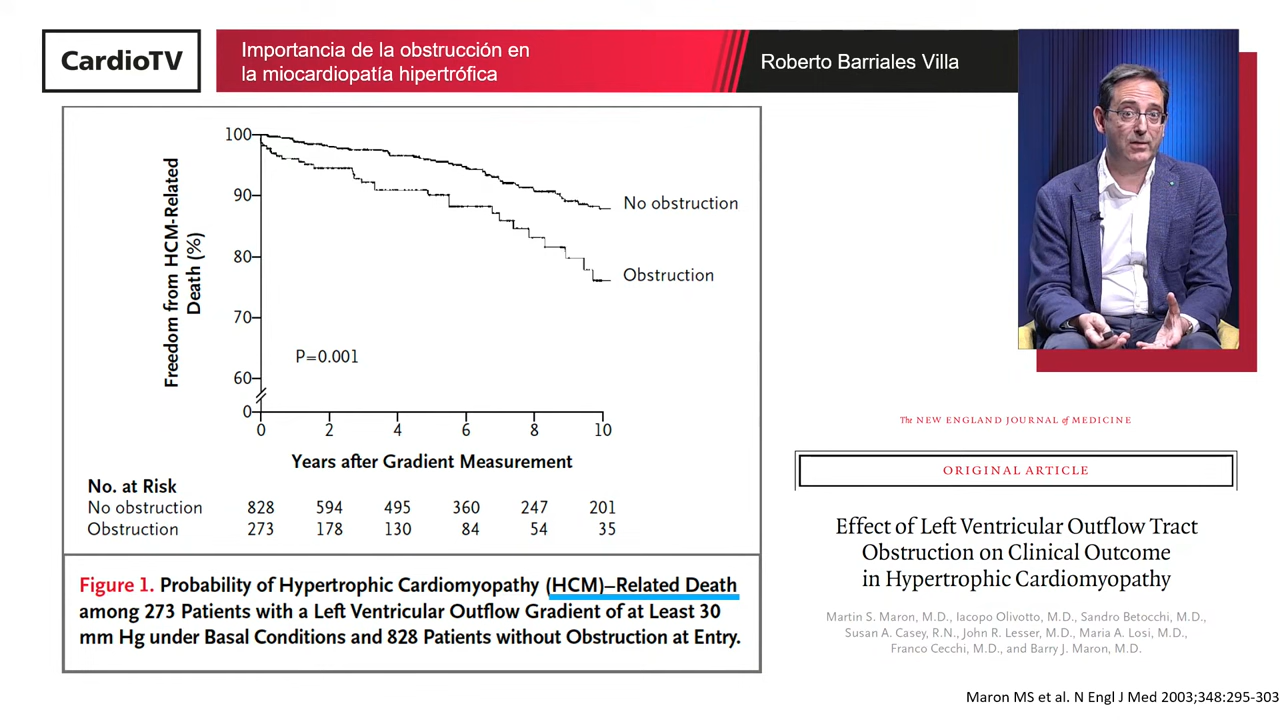 CardioTV
Importancia de la obstrucción en
la miocardiopatía hipertrófica
Roberto Barriales Villa
Freedom from HCM-Related
Death (%)
100
90
80
70
60
0
No obstruction
Obstruction
P=0.001
0 2 4 6 8 10
Years after Gradient Measurement
No. at Risk
No obstruction 828 594 495 360 247 201
Obstruction 273 178 130 84 54 35
Figure 1. Probability of Hypertrophic Cardiomyopathy (HCM)–Related Death
among 273 Patients with a Left Ventricular Outflow Gradient of at Least 30
mm Hg under Basal Conditions and 828 Patients without Obstruction at Entry.
The NEW ENGLAND JOURNAL of MEDICINE
ORIGINAL ARTICLE
Effect of Left Ventricular Outflow Tract
Obstruction on Clinical Outcome
in Hypertrophic Cardiomyopathy
Martin S. Maron, M.D., Iacopo Olivotto, M.D., Sandro Betocchi, M.D.,
Susan A. Casey, R.N., John R. Lesser, M.D., Maria A. Losi, M.D.,
Franco Cecchi, M.D., and Barry J. Maron, M.D.
Maron MS et al. N Engl J Med 2003;348:295-303